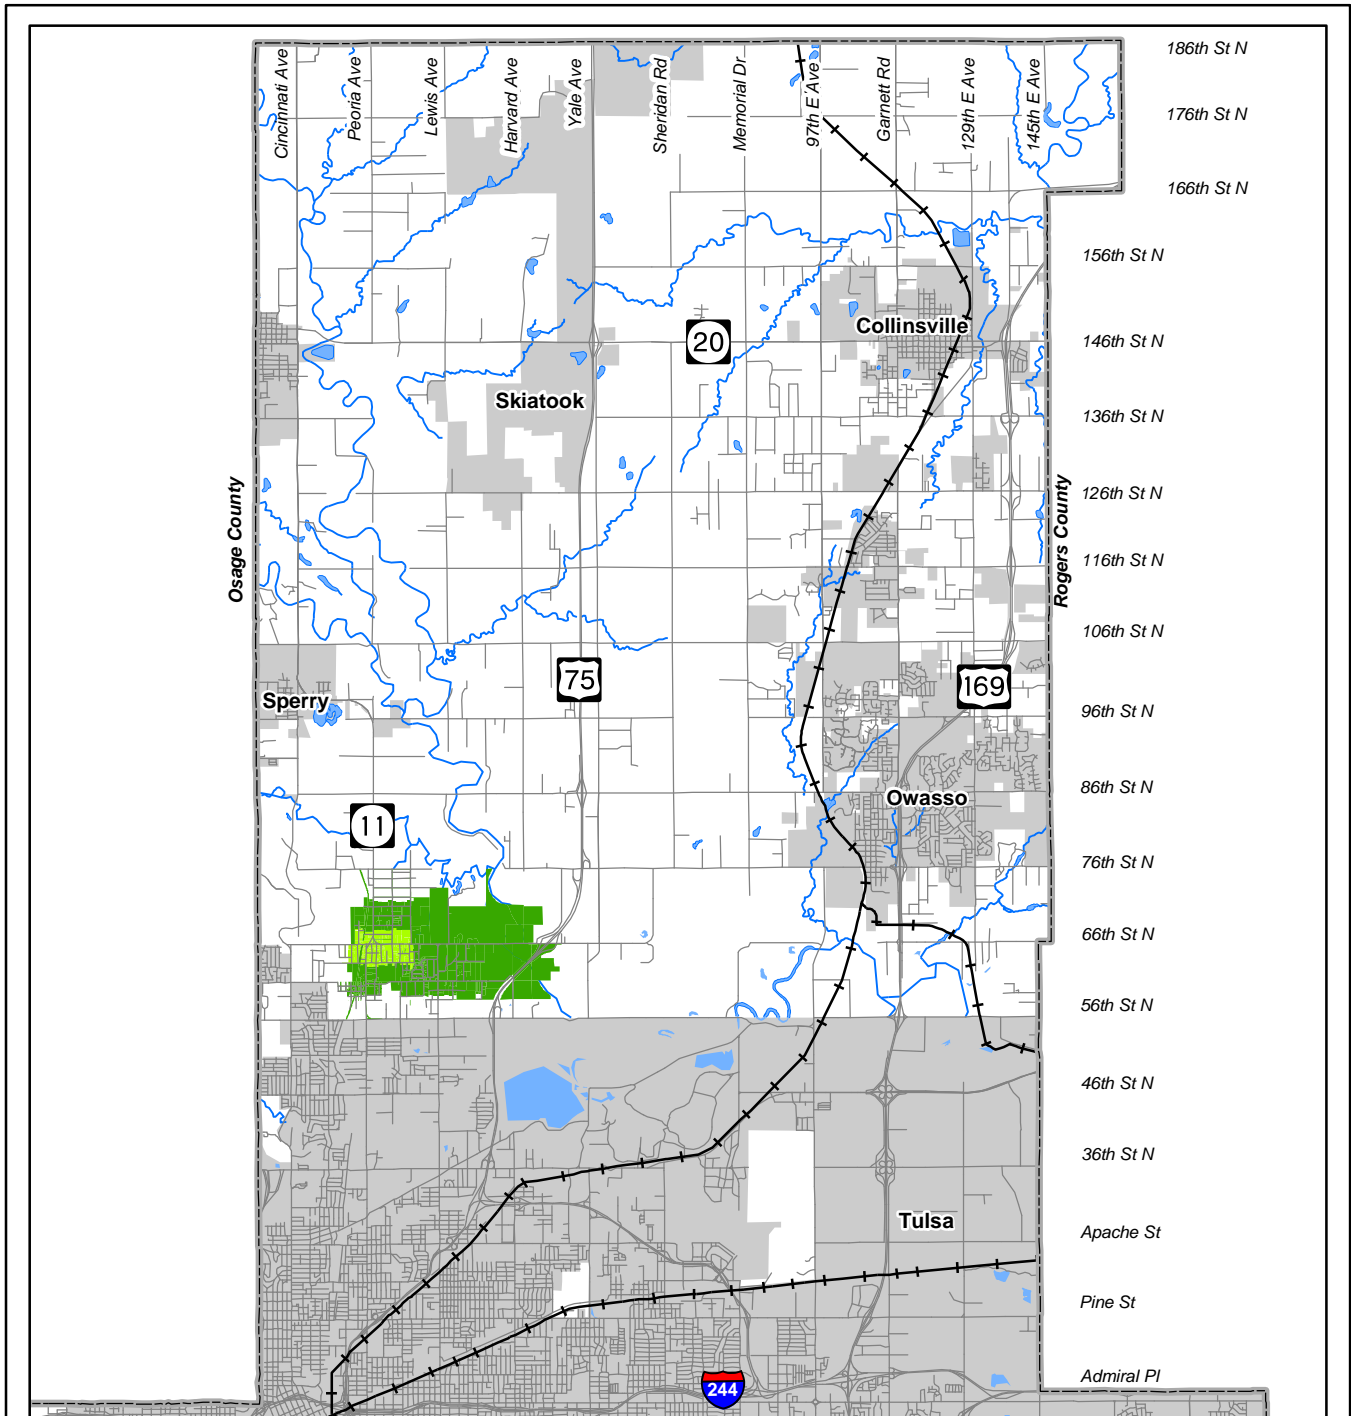 186th St N
Cincinnati Ave
Peoria Ave
Lewis Ave
Harvard Ave
Yale Ave
Sheridan Rd
Memorial Dr
97th E Ave
Garnett Rd
129th E Ave
145th E Ave
176th St N
166th St N
156th St N
Collinsville
20
146th St N
Skiatook
136th St N
126th St N
Osage County
Rogers County
116th St N
106th St N
75
169
Sperry
96th St N
86th St N
Owasso
11
76th St N
66th St N
56th St N
46th St N
36th St N
Tulsa
Apache St
Pine St
Admiral Pl
244